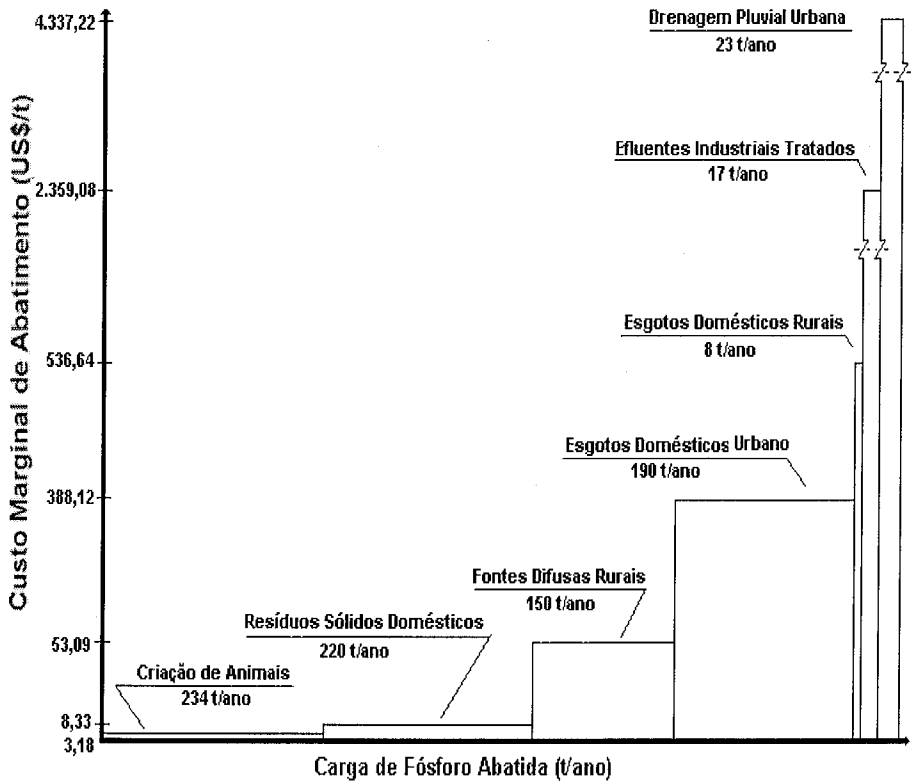 4.337,22
Drenagem Pluvial Urbana
23 t/ano
Efluentes Industriais Tratados
17 t/ano
2.359,08
Esgotos Domésticos Rurais
8 t/ano
536,64
Esgotos Domésticos Urbano
190 t/ano
388,12
Fontes Difusas Rurais
150 t/ano
Resíduos Sólidos Domésticos
220 t/ano
53,09
Criação de Animais
234 t/ano
8,33
3,18
Custo Marginal de Abatimento (US$/t)
Carga de Fósforo Abatida (t/ano)